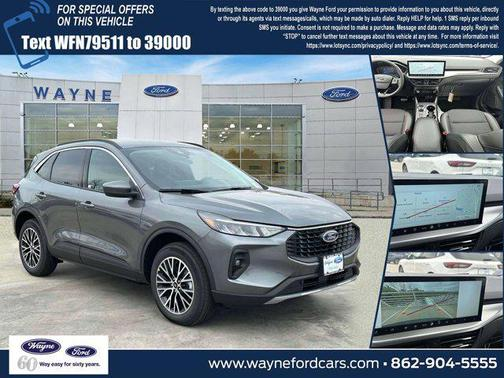 FOR SPECIAL OFFERS
ON THIS VEHICLE
Text WFN79511 to 39000
By texting the above code to 39000 you give Wayne Ford your permission to provide information to you about this vehicle, directly
or through its agents via text messages/calls, which may be made by auto dialer. Reply HELP for help. 1 SMS reply per inbound
SMS you initiate. Consent is not required to make a purchase. Message and data rates may apply. Reply with
"STOP" to cancel further text messages about this vehicle at any time. For more information visit
https://www.lotsync.com/privacypolicy/ and https://www.lotsync.com/terms-of-service/.
WAYNE
Ford
Ford
Wayne
Ford
60
Way easy for sixty years.
www.waynefordcars.com • 862-904-5555